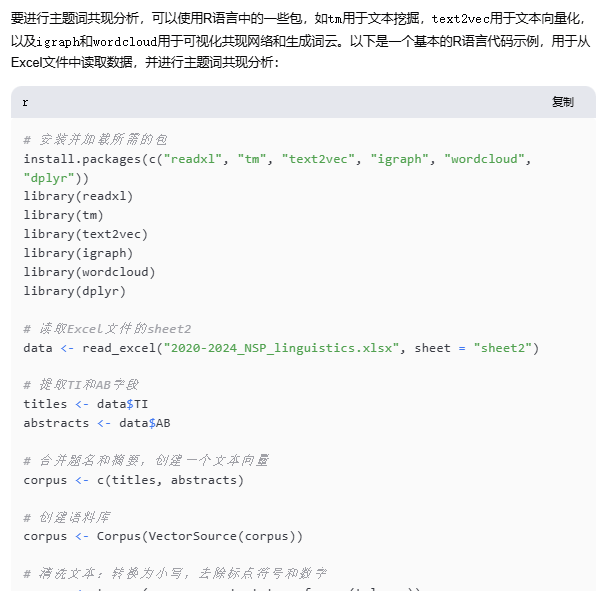 要进行主题词共现分析，可以使用R语言中的一些包，如tm用于文本挖掘，text2vec用于文本向量化，
以及igraph和wordcloud用于可视化共现网络和生成词云。以下是一个基本的R语言代码示例，用于从
Excel文件中读取数据，并进行主题词共现分析：
r 复制
# 安装并加载所需的包
install.packages(c("readxl", "tm", "text2vec", "igraph", "wordcloud",
"dplyr"))
library(readxl)
library(tm)
library(text2vec)
library(igraph)
library(wordcloud)
library(dplyr)
# 读取Excel文件的sheet2
data <- read_excel("2020-2024_NSP_linguistics.xlsx", sheet = "sheet2")
# 提取TI和AB字段
titles <- data$TI
abstracts <- data$AB
# 合并题名和摘要，创建一个文本向量
corpus <- c(titles, abstracts)
# 创建语料库
corpus <- Corpus(VectorSource(corpus))
# 清洗文本：转换为小写，去除标点符号和数字